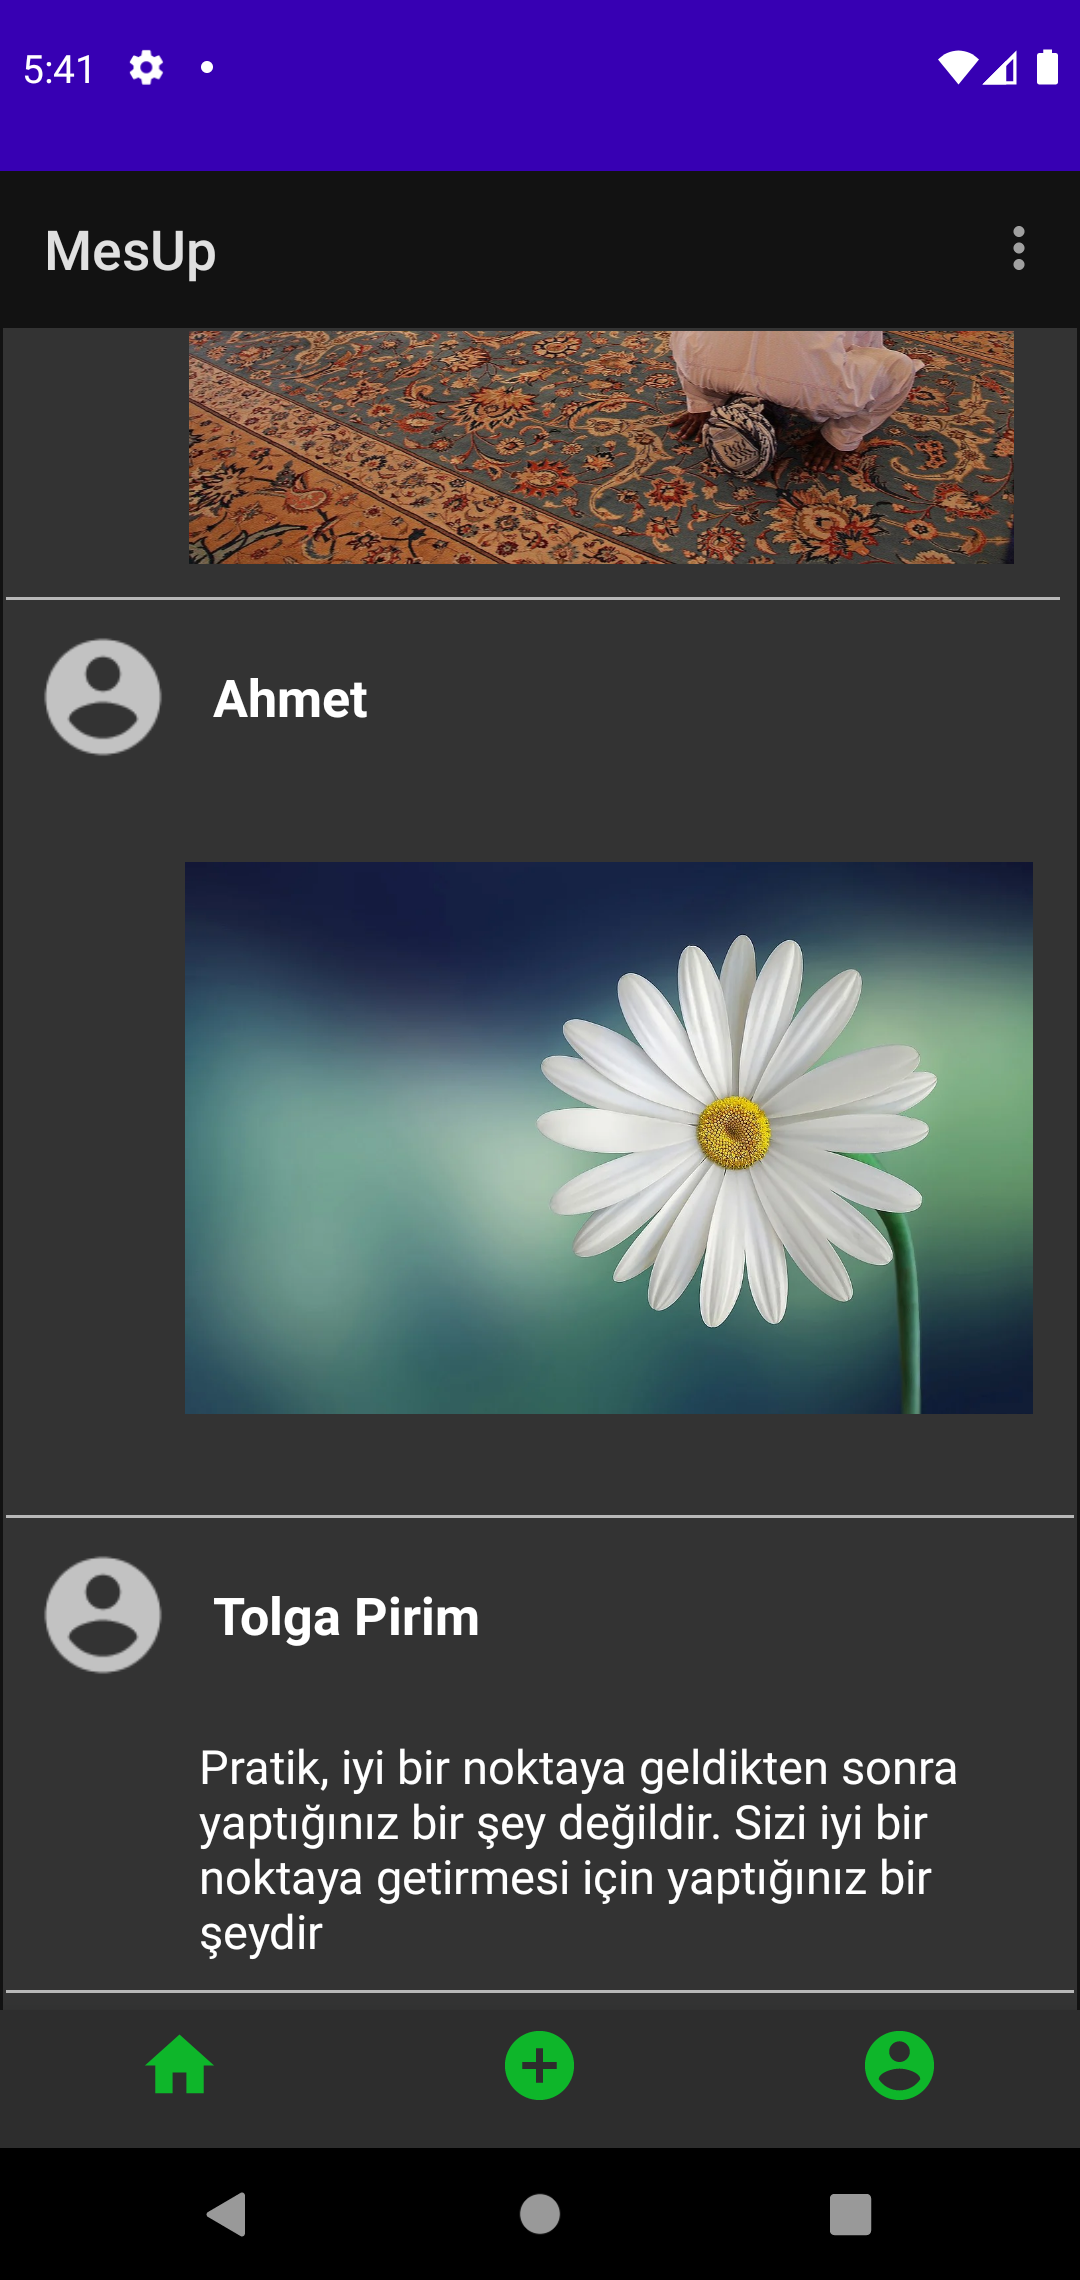 5:41
MesUp
Ahmet
Tolga Pirim
Pratik, iyi bir noktaya geldikten sonra
yaptığınız bir şey değildir. Sizi iyi bir
noktaya getirmesi için yaptığınız bir
şeydir